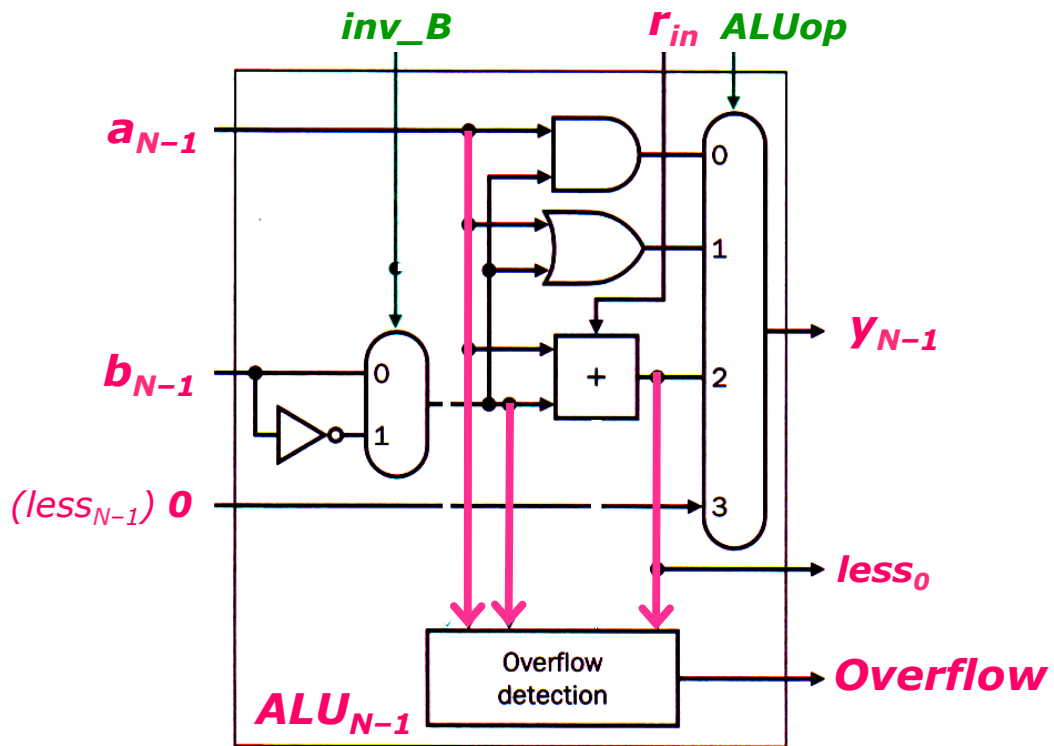 inv_B
r_in
ALUop
a_N–1
0
1
b_N–1
0
+
2
y_N–1
1
(less_N–1) 0
3
less_0
Overflow
detection
Overflow
ALU_N–1